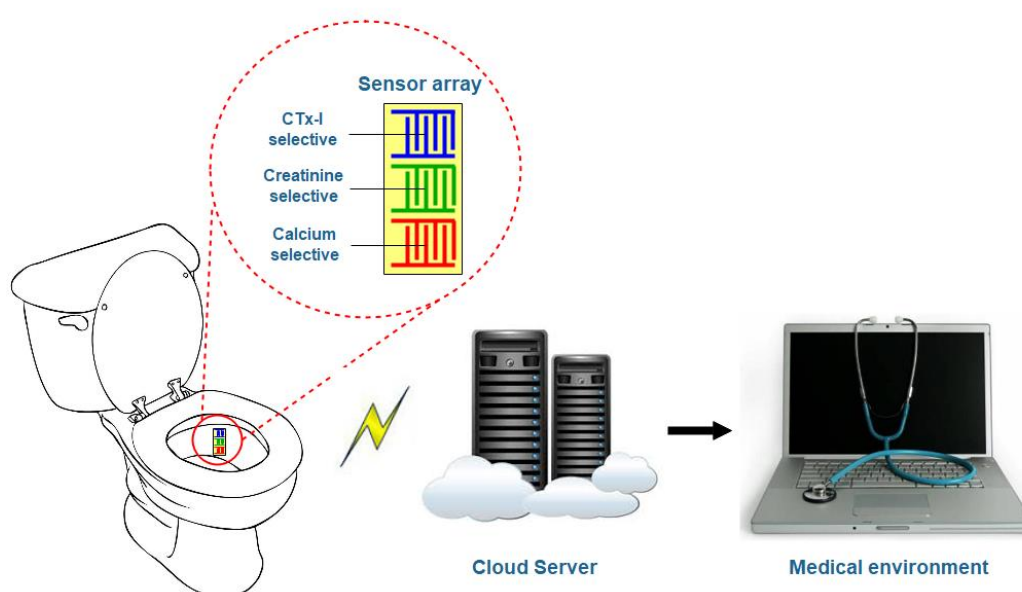 Sensor array
CTx-I
selective
Creatinine
selective
Calcium
selective
Cloud Server
Medical environment